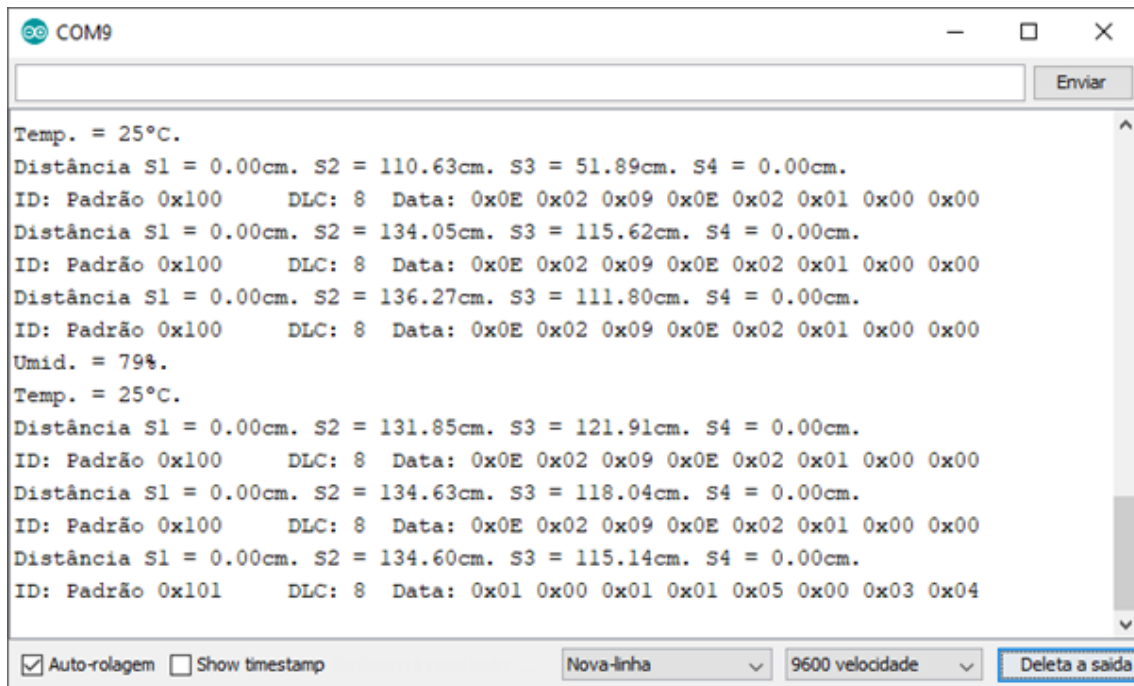 COM9
Enviar
Temp. = 25°C.
Distância S1 = 0.00cm. S2 = 110.63cm. S3 = 51.89cm. S4 = 0.00cm.
ID: Padrão 0x100 DLC: 8 Data: 0x0E 0x02 0x09 0x0E 0x02 0x01 0x00 0x00
Distância S1 = 0.00cm. S2 = 134.05cm. S3 = 115.62cm. S4 = 0.00cm.
ID: Padrão 0x100 DLC: 8 Data: 0x0E 0x02 0x09 0x0E 0x02 0x01 0x00 0x00
Distância S1 = 0.00cm. S2 = 136.27cm. S3 = 111.80cm. S4 = 0.00cm.
ID: Padrão 0x100 DLC: 8 Data: 0x0E 0x02 0x09 0x0E 0x02 0x01 0x00 0x00
Umid. = 79%.
Temp. = 25°C.
Distância S1 = 0.00cm. S2 = 131.85cm. S3 = 121.91cm. S4 = 0.00cm.
ID: Padrão 0x100 DLC: 8 Data: 0x0E 0x02 0x09 0x0E 0x02 0x01 0x00 0x00
Distância S1 = 0.00cm. S2 = 134.63cm. S3 = 118.04cm. S4 = 0.00cm.
ID: Padrão 0x100 DLC: 8 Data: 0x0E 0x02 0x09 0x0E 0x02 0x01 0x00 0x00
Distância S1 = 0.00cm. S2 = 134.60cm. S3 = 115.14cm. S4 = 0.00cm.
ID: Padrão 0x101 DLC: 8 Data: 0x01 0x00 0x01 0x01 0x05 0x00 0x03 0x04
Auto-rolagem Show timestamp Nova-linha 9600 velocidade Deleta a saida